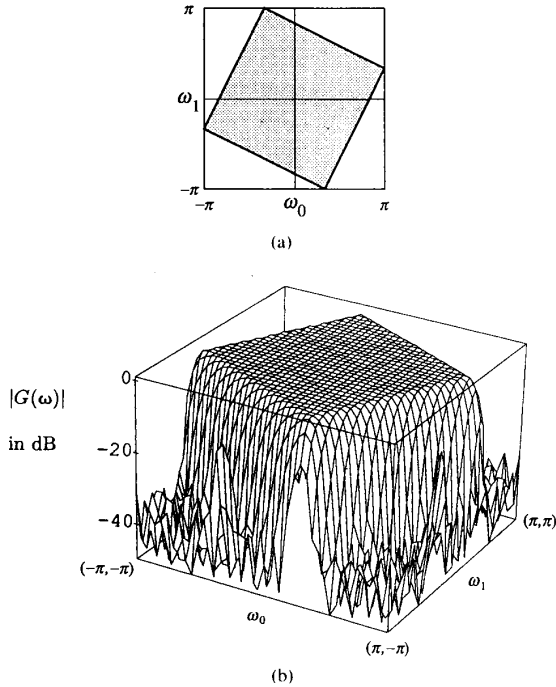 π
ω₁
−π
−π
ω₀
π
(a)
|G(ω)|
in dB
0
−20
−40
(−π,−π)
ω₀
(π,−π)
ω₁
(π,π)
(b)